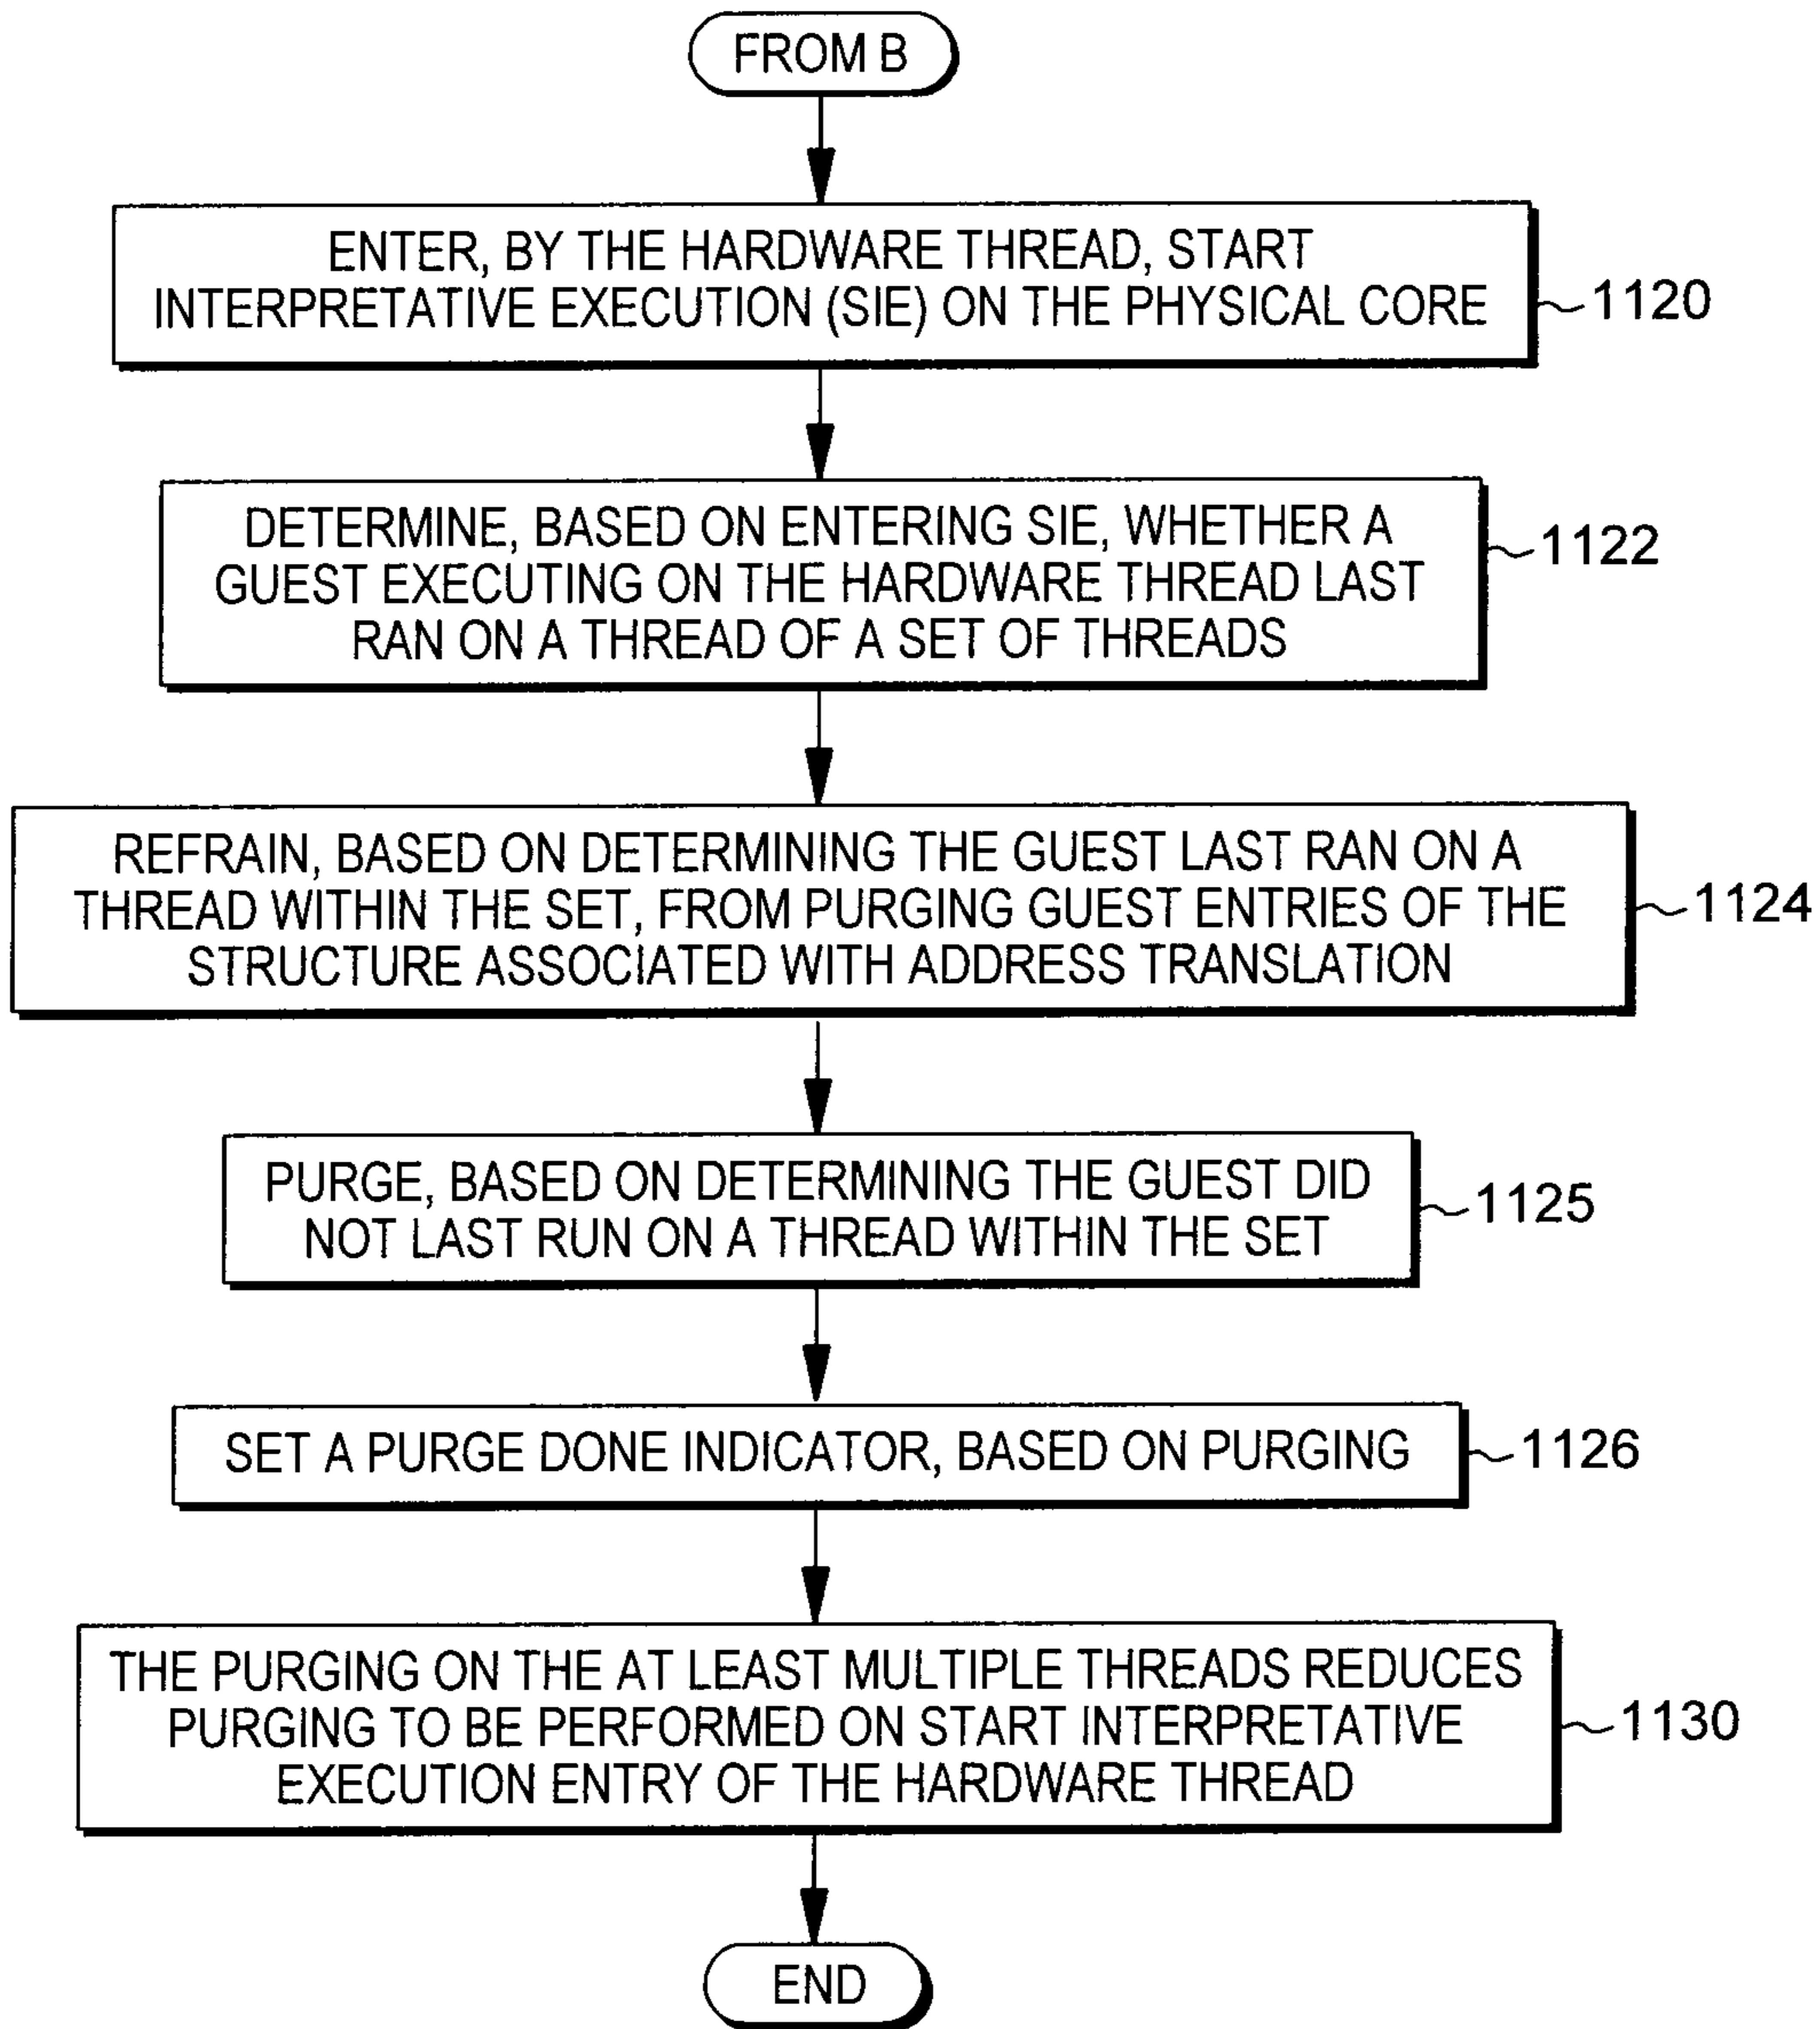 FROM B
ENTER, BY THE HARDWARE THREAD, START
INTERPRETATIVE EXECUTION (SIE) ON THE PHYSICAL CORE
1120
DETERMINE, BASED ON ENTERING SIE, WHETHER A
GUEST EXECUTING ON THE HARDWARE THREAD LAST
RAN ON A THREAD OF A SET OF THREADS
1122
REFRAIN, BASED ON DETERMINING THE GUEST LAST RAN ON A
THREAD WITHIN THE SET, FROM PURGING GUEST ENTRIES OF THE
STRUCTURE ASSOCIATED WITH ADDRESS TRANSLATION
1124
PURGE, BASED ON DETERMINING THE GUEST DID
NOT LAST RUN ON A THREAD WITHIN THE SET
1125
SET A PURGE DONE INDICATOR, BASED ON PURGING
1126
THE PURGING ON THE AT LEAST MULTIPLE THREADS REDUCES
PURGING TO BE PERFORMED ON START INTERPRETATIVE
EXECUTION ENTRY OF THE HARDWARE THREAD
1130
END